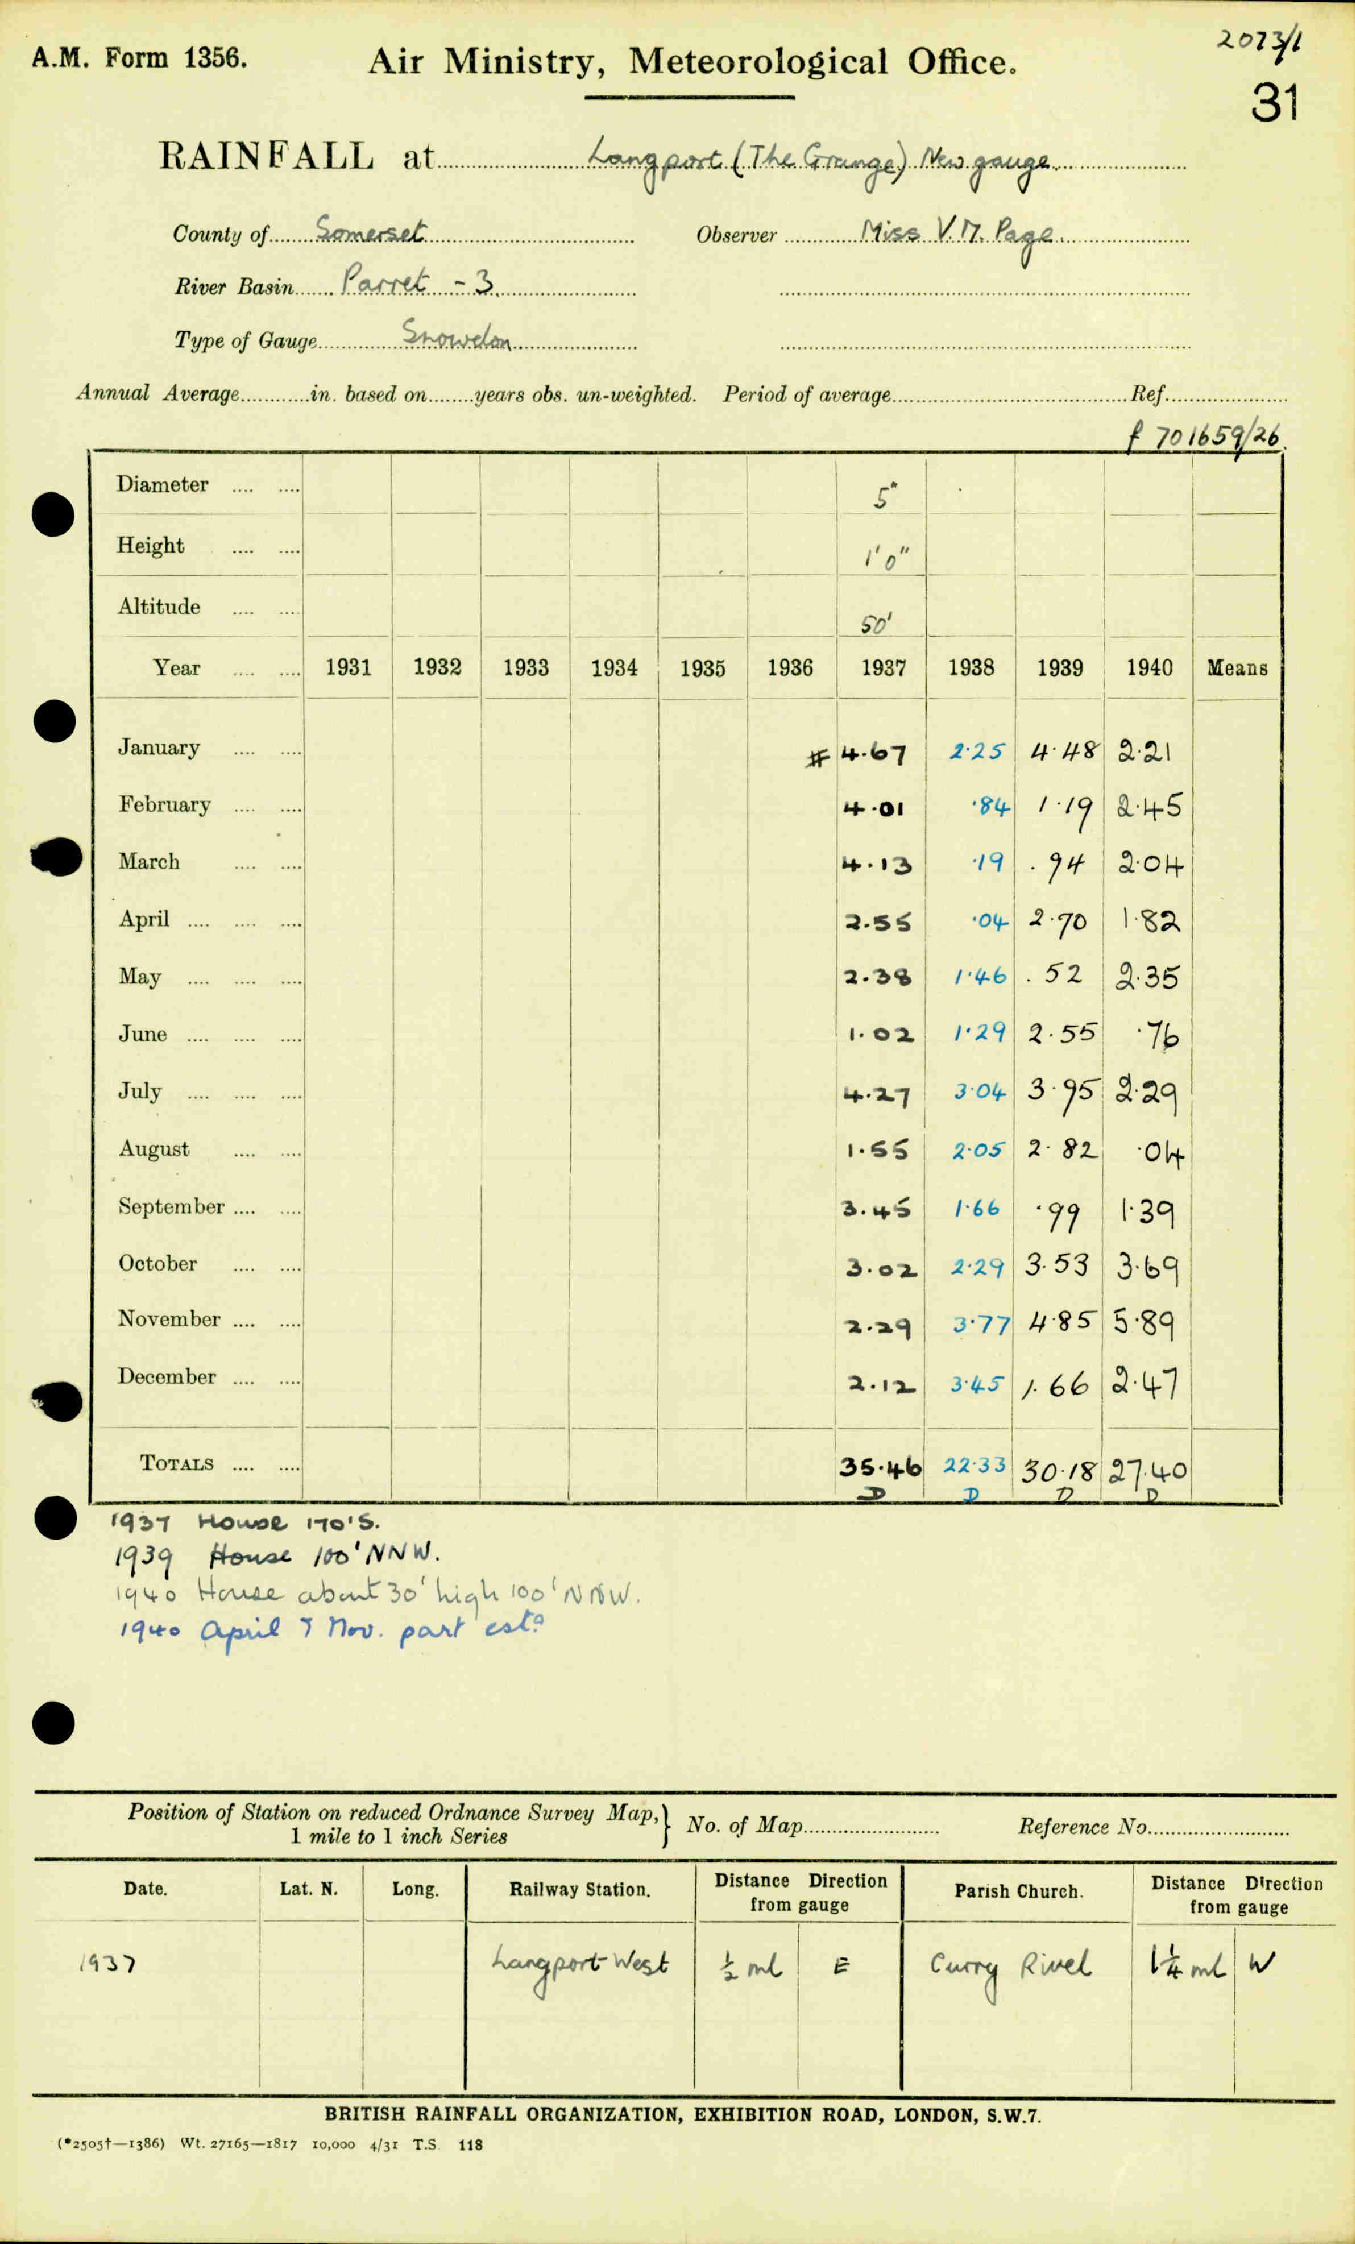 A.M. Form 1356.
Air Ministry, Meteorological Office.
2073/1
31
RAINFALL at Langport (The Grange) New gauge.
County of Somerset Observer Miss V.M. Page.
River Basin Parret - 3.
Type of Gauge Snowdon
Annual Average in. based on years obs. un-weighted. Period of average Ref.
f 701659/26.
Diameter 5"
Height 1'0"
Altitude 50'
Year 1931 1932 1933 1934 1935 1936 1937 1938 1939 1940 Means
January # 4.67 2.25 4.48 2.21
February 4.01 .84 1.19 2.45
March 4.13 .19 .94 2.04
April 2.55 .04 2.70 1.82
May 2.38 1.46 .52 2.35
June 1.02 1.29 2.55 .76
July 4.27 3.04 3.95 2.29
August 1.55 2.05 2.82 .04
September 3.45 1.66 .99 1.39
October 3.02 2.29 3.53 3.69
November 2.29 3.77 4.85 5.89
December 2.12 3.45 1.66 2.47
TOTALS 35.46 22.33 30.18 27.40
D D D D
1937 House 170'S.
1939 House 100'NNW.
1940 House about 30' high 100'NNW.
1940 April & Nov. part estd
Position of Station on reduced Ordnance Survey Map,} No. of Map Reference No.
1 mile to 1 inch Series
Date. Lat. N. Long. Railway Station. Distance Direction from gauge Parish Church. Distance Direction from gauge
1937 Langport West ½ ml E Curry Rivel 1¼ ml W
BRITISH RAINFALL ORGANIZATION, EXHIBITION ROAD, LONDON, S.W.7.
(*2505†—1386) Wt. 27165—1817 10,000 4/31 T.S. 118